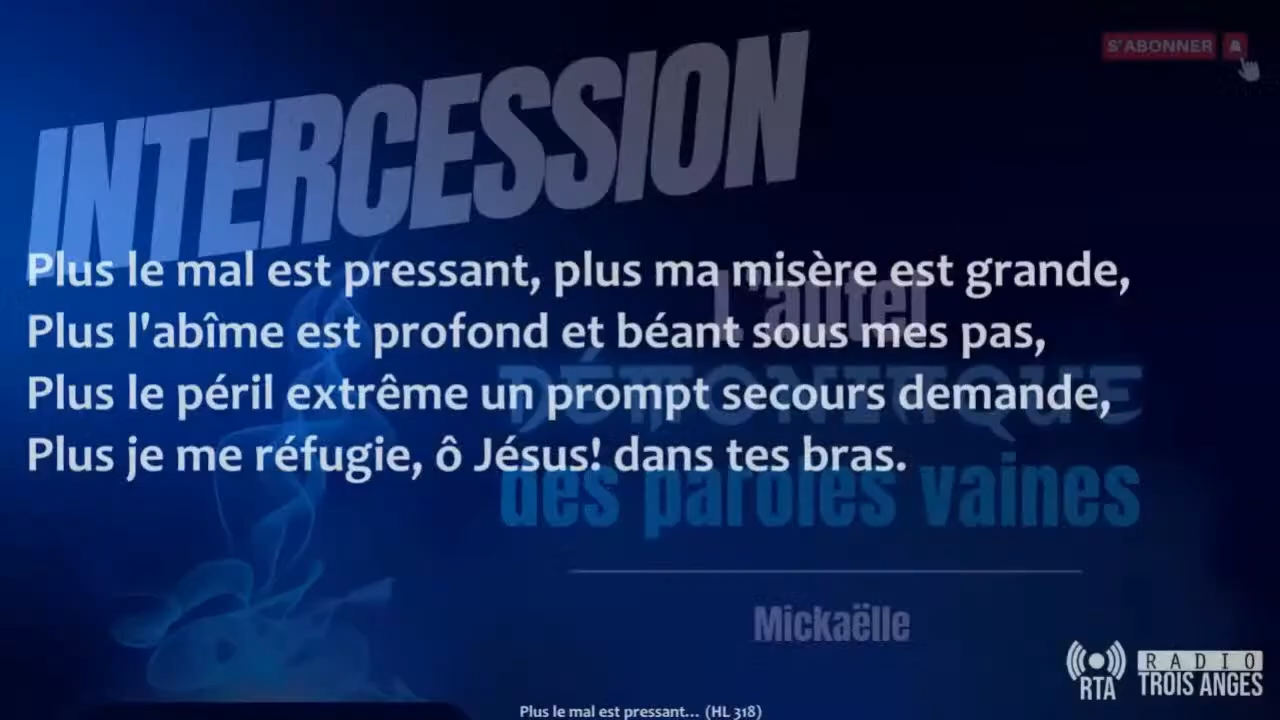 S'ABONNER
INTERCESSION
Plus le mal est pressant, plus ma misère est grande,
Plus l'abîme est profond et béant sous mes pas,
Plus le péril extrême un prompt secours demande,
Plus je me réfugie, ô Jésus! dans tes bras.
L'autel
DÉMONIAQUE
des paroles vaines
Mickaëlle
RTA
RADIO
TROIS ANGES
Plus le mal est pressant... (HL 318)